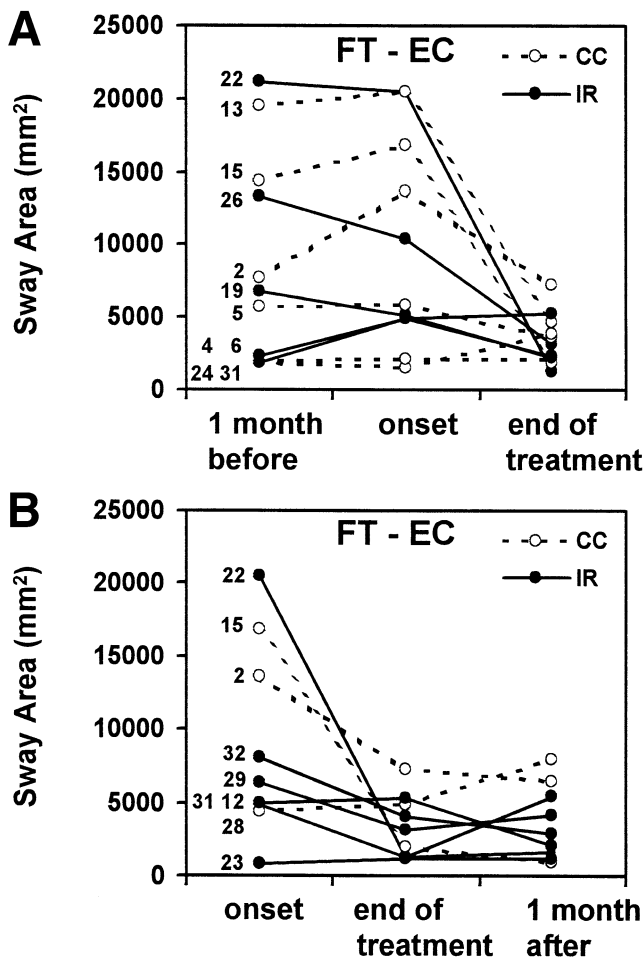 A
FT - EC
CC
IR
Sway Area (mm²)
25000
20000
15000
10000
5000
0
22
13
15
26
2
19
5
4 6
24 31
1 month before
onset
end of treatment
B
FT - EC
CC
IR
Sway Area (mm²)
25000
20000
15000
10000
5000
0
22
15
2
32
29
31 12
28
23
onset
end of treatment
1 month after